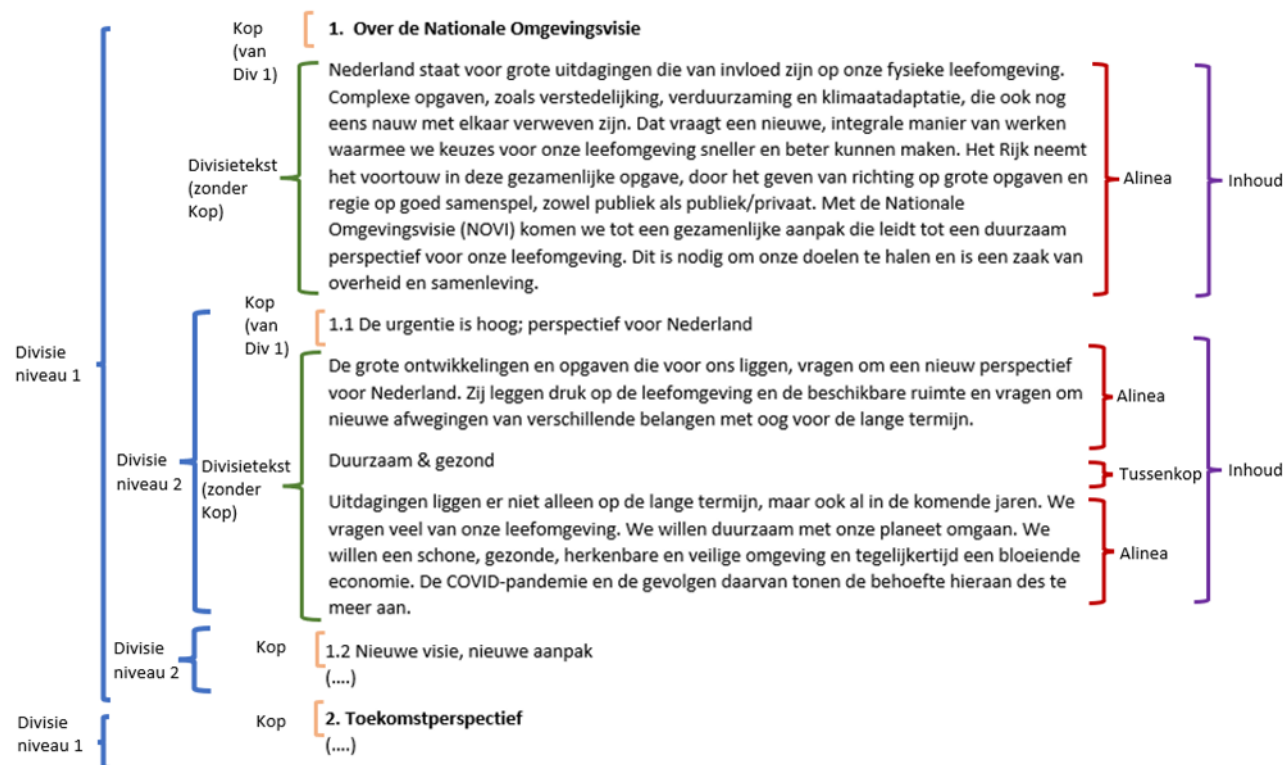 Kop
(van
Div 1)
1. Over de Nationale Omgevingsvisie
Divisietekst
(zonder
Kop)
Nederland staat voor grote uitdagingen die van invloed zijn op onze fysieke leefomgeving.
Complexe opgaven, zoals verstedelijking, verduurzaming en klimaatadaptatie, die ook nog
eens nauw met elkaar verweven zijn. Dat vraagt een nieuwe, integrale manier van werken
waarmee we keuzes voor onze leefomgeving sneller en beter kunnen maken. Het Rijk neemt
het voortouw in deze gezamenlijke opgave, door het geven van richting op grote opgaven en
regie op goed samenspel, zowel publiek als publiek/privaat. Met de Nationale
Omgevingsvisie (NOVI) komen we tot een gezamenlijke aanpak die leidt tot een duurzaam
perspectief voor onze leefomgeving. Dit is nodig om onze doelen te halen en is een zaak van
overheid en samenleving.
Alinea
Inhoud
Divisie
niveau 1
Kop
(van
Div 1)
1.1 De urgentie is hoog; perspectief voor Nederland
Divisie
niveau 2
Divisietekst
(zonder
Kop)
De grote ontwikkelingen en opgaven die voor ons liggen, vragen om een nieuw perspectief
voor Nederland. Zij leggen druk op de leefomgeving en de beschikbare ruimte en vragen om
nieuwe afwegingen van verschillende belangen met oog voor de lange termijn.
Alinea
Duurzaam & gezond
Tussenkop
Inhoud
Uitdagingen liggen er niet alleen op de lange termijn, maar ook al in de komende jaren. We
vragen veel van onze leefomgeving. We willen duurzaam met onze planeet omgaan. We
willen een schone, gezonde, herkenbare en veilige omgeving en tegelijkertijd een bloeiende
economie. De COVID-pandemie en de gevolgen daarvan tonen de behoefte hieraan des te
meer aan.
Alinea
Divisie
niveau 2
Kop
1.2 Nieuwe visie, nieuwe aanpak
(....)
Divisie
niveau 1
Kop
2. Toekomstperspectief
(....)